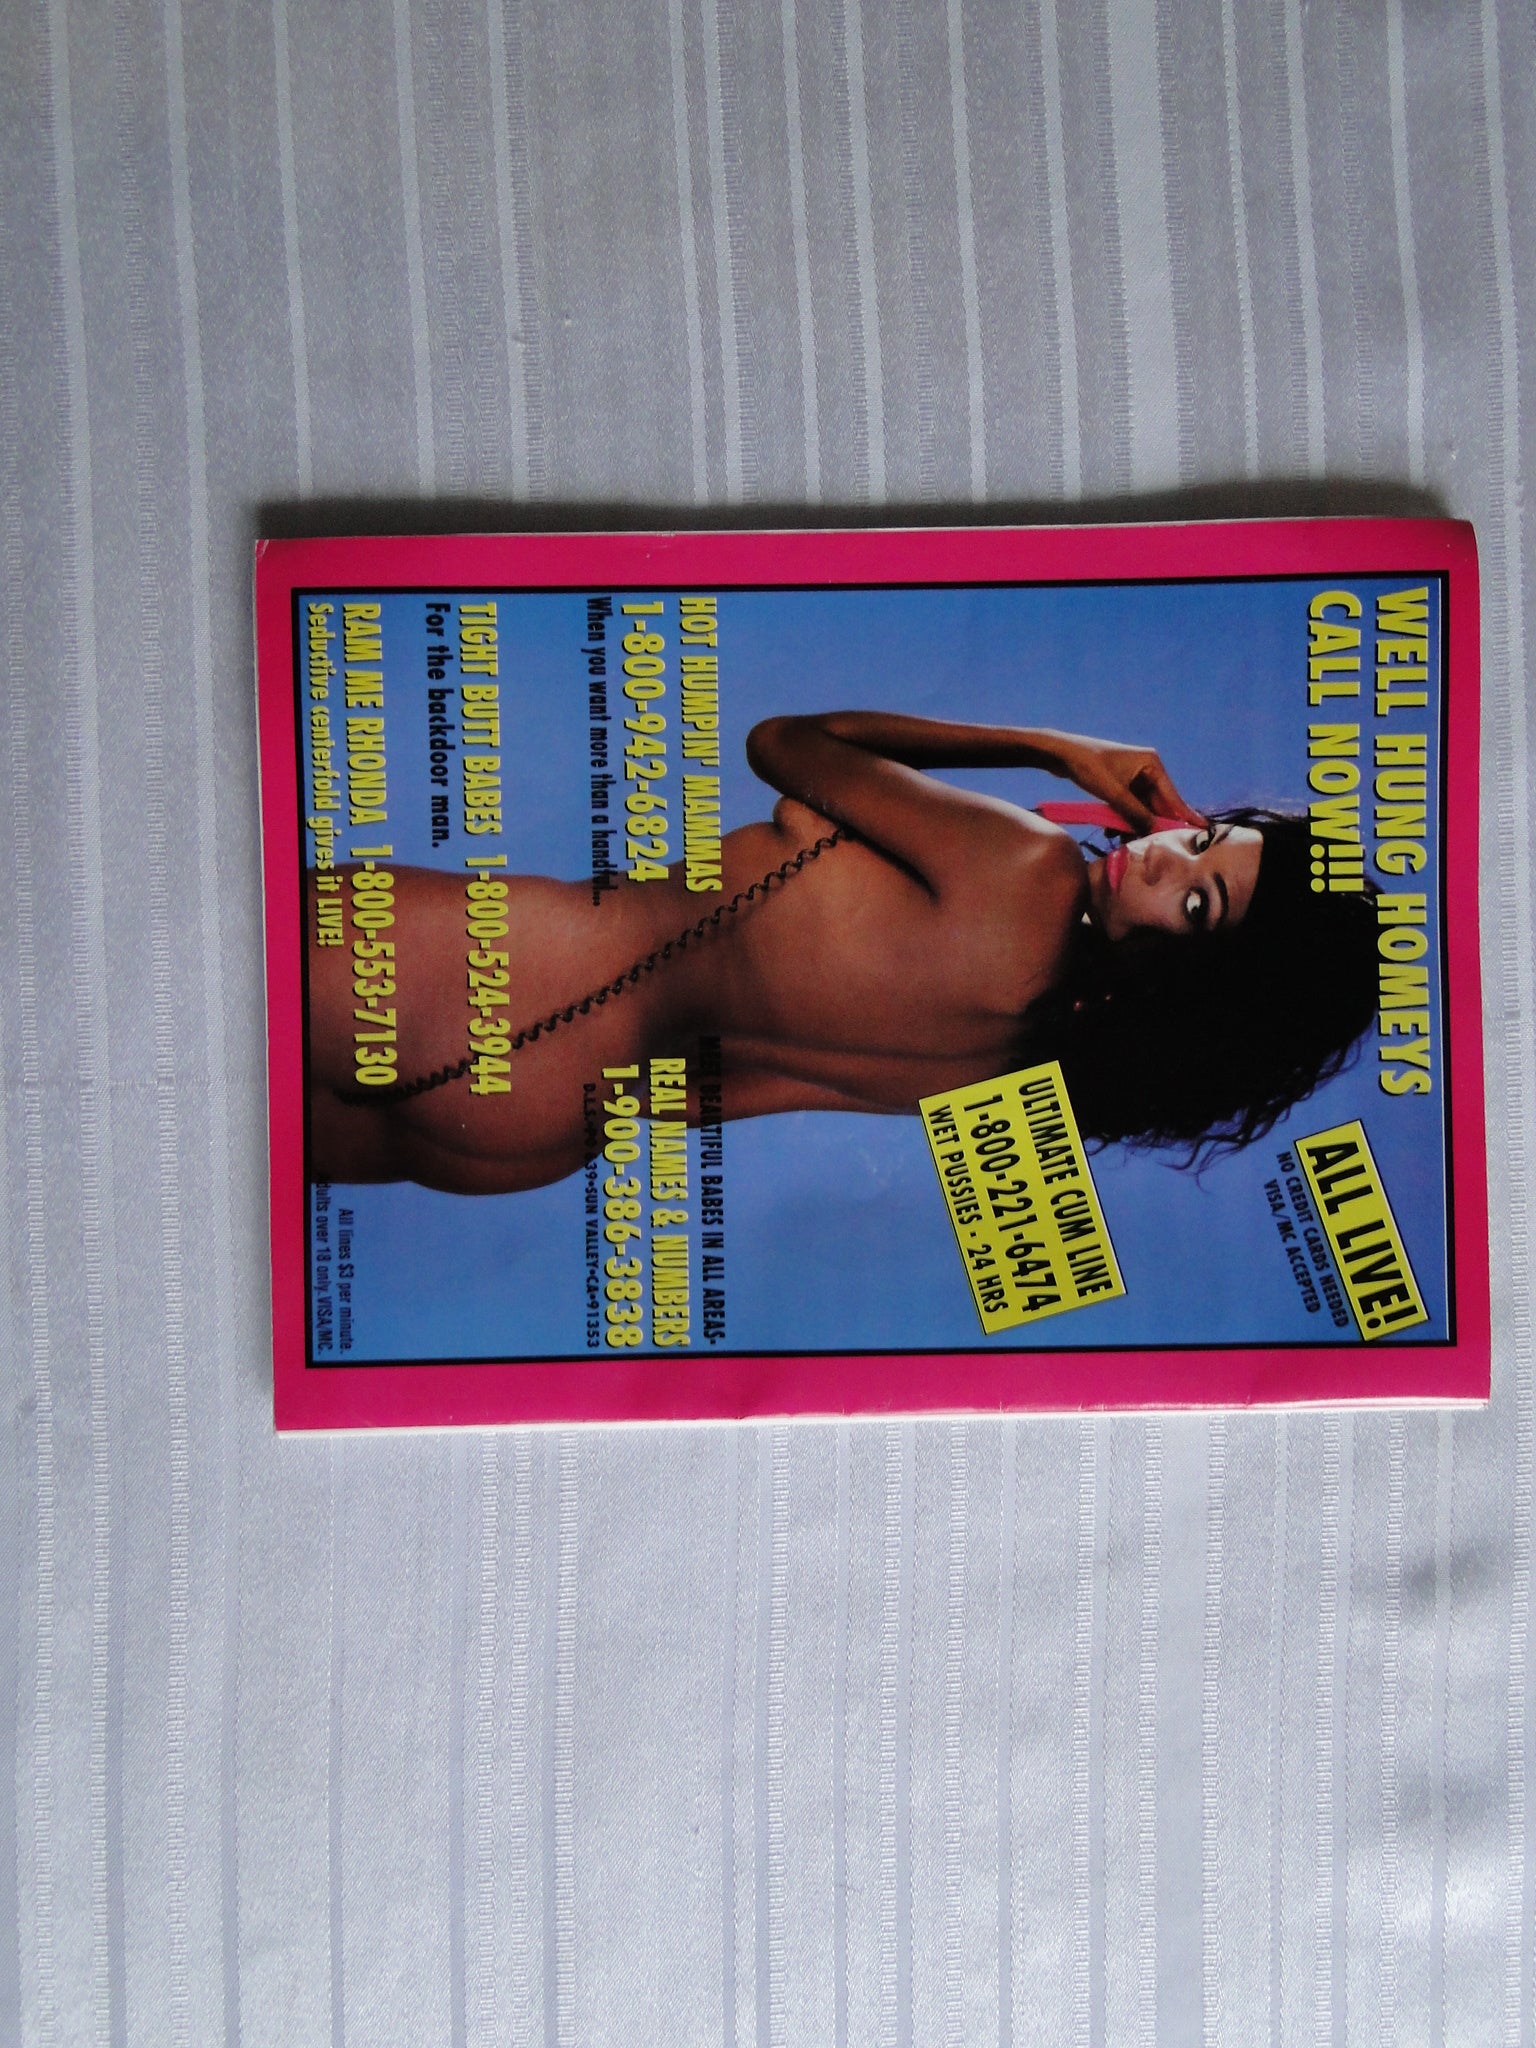 WELL HUNG HOMEYS
CALL NOW!!!
ALL LIVE!
NO CREDIT CARDS NEEDED
VISA/MC ACCEPTED
ULTIMATE CUM LINE
1-800-221-6474
WET PUSSIES - 24 HRS
HOT HUMPIN' MAMMAS
1-800-942-6824
When you want more than a handful...
BEAUTIFUL BABES IN ALL AREAS-
REAL NAMES & NUMBERS
1-900-386-3838
SUN VALLEY•CA•91353
TIGHT BUTT BABES 1-800-524-3944
For the backdoor man.
RAM ME RHONDA 1-800-553-7130
Seductive centerfold gives it LIVE!
All lines $3 per minute.
Adults over 18 only. VISA/MC.